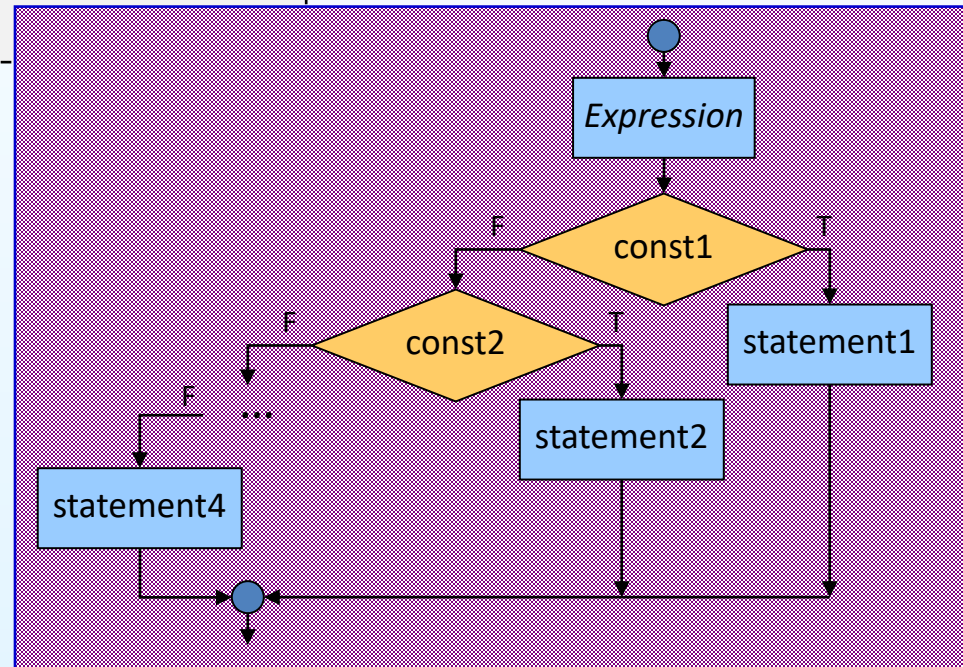 Expression
F
T
const1
F
T
const2
statement1
F
...
statement2
statement4